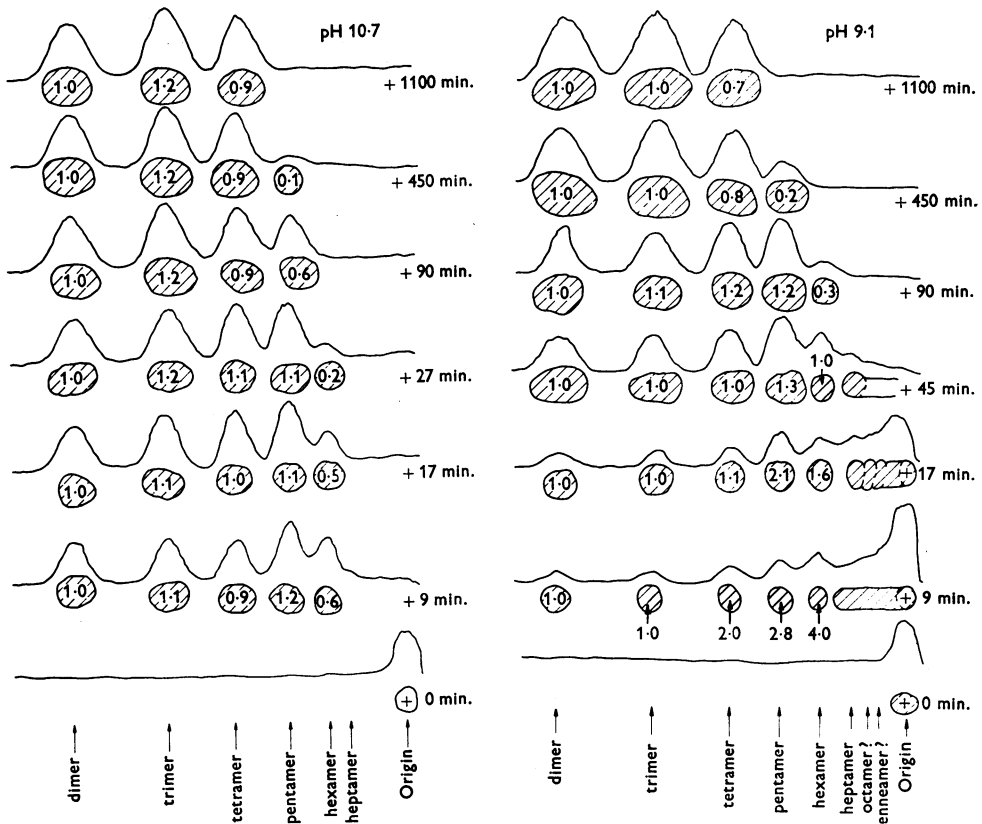 pH 10·7
1·0 1·2 0·9 + 1100 min.
1·0 1·2 0·9 0·1 + 450 min.
1·0 1·2 0·9 0·6 + 90 min.
1·0 1·2 1·1 1·1 0·2 + 27 min.
1·0 1·1 1·0 1·1 0·5 + 17 min.
1·0 1·1 0·9 1·2 0·6 + 9 min.
+ 0 min.
dimer
trimer
tetramer
pentamer
hexamer
heptamer
Origin
pH 9·1
1·0 1·0 0·7 + 1100 min.
1·0 1·0 0·8 0·2 + 450 min.
1·0 1·1 1·2 1·2 0·3 + 90 min.
1·0
1·0 1·0 1·0 1·3 + 45 min.
1·0 1·0 1·1 2·1 1·6 + 17 min.
1·0 + 9 min.
1·0 2·0 2·8 4·0
+ 0 min.
dimer
trimer
tetramer
pentamer
hexamer
heptamer
octamer ?
enneamer ?
Origin